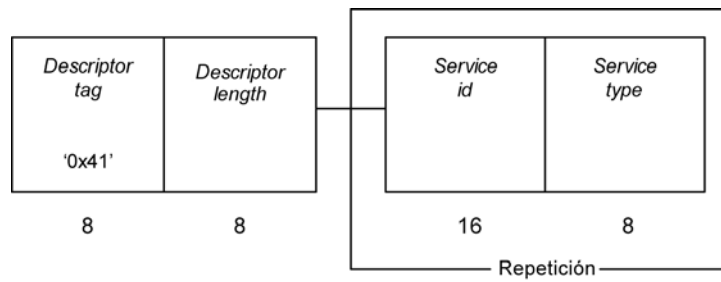 Descriptor
tag
Descriptor
length
Service
id
Service
type
‘0x41’
8
8
16
8
Repetición